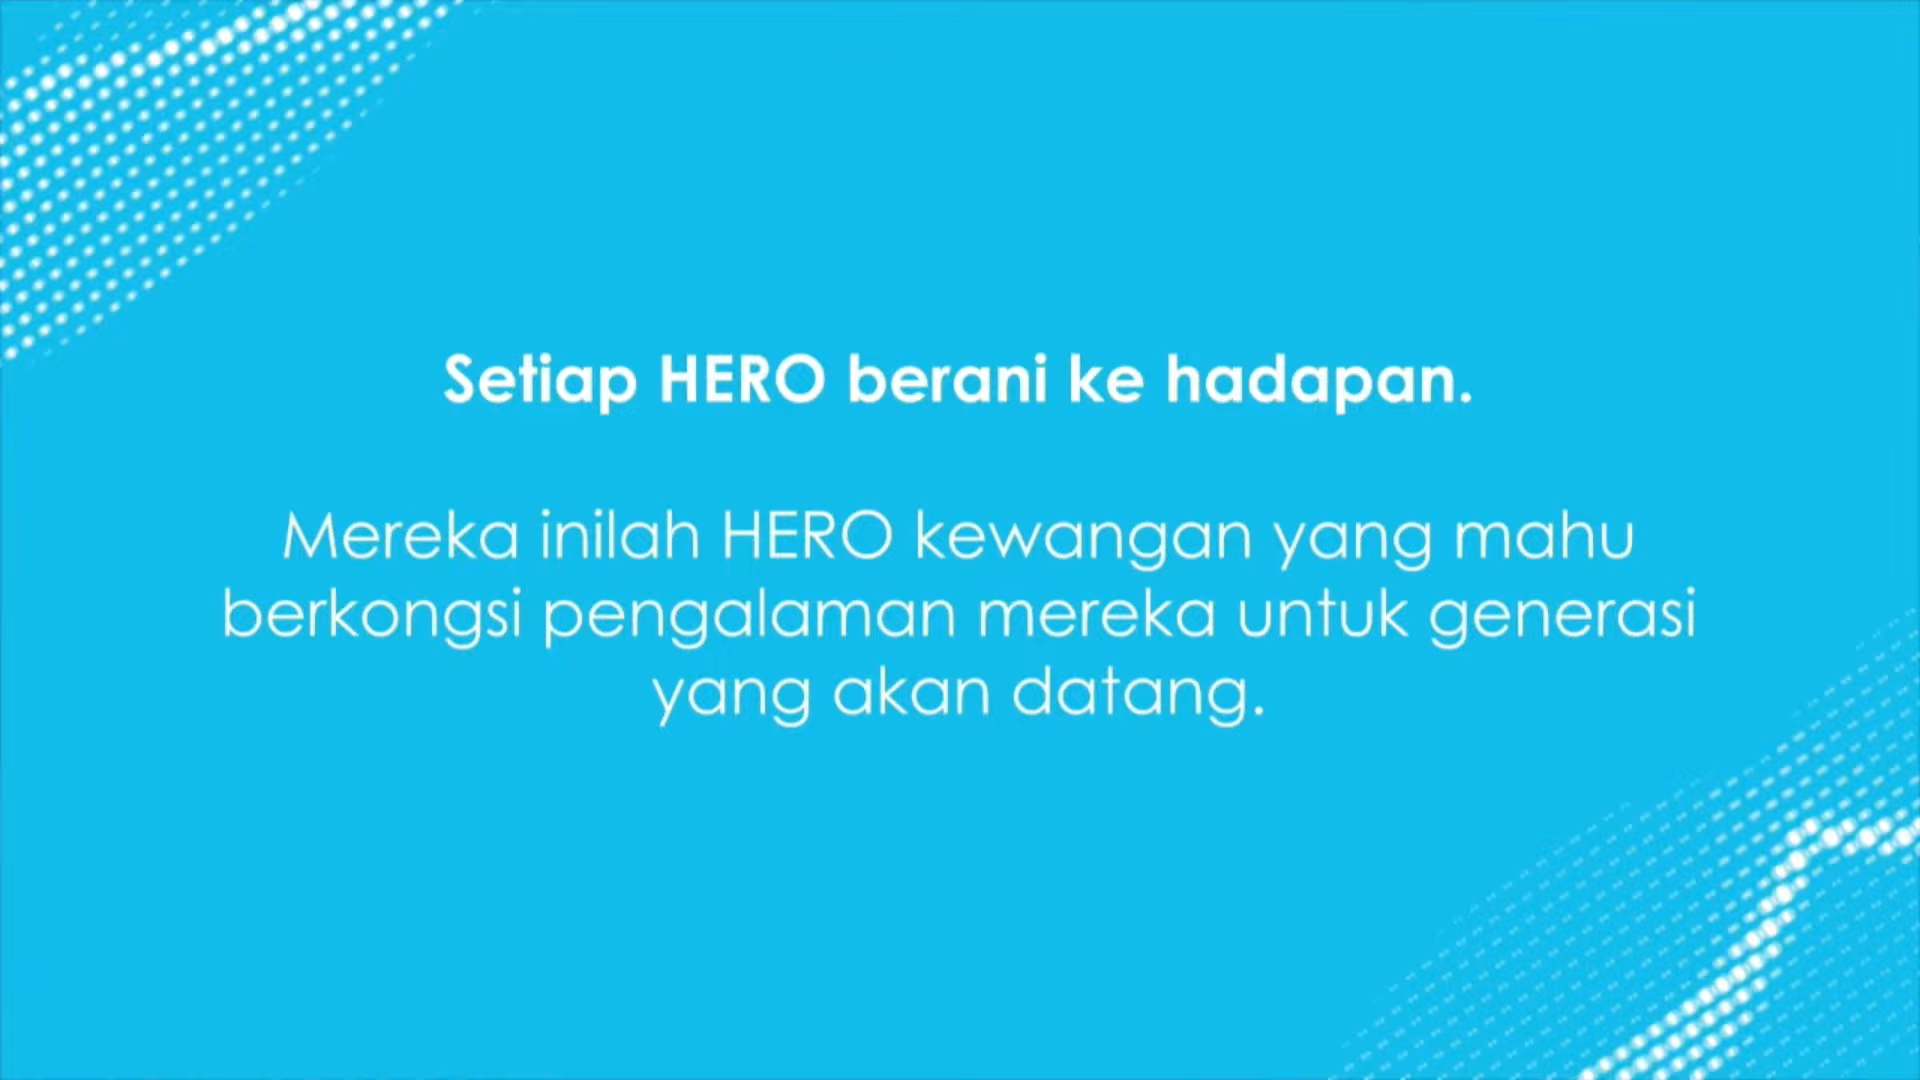 Setiap HERO berani ke hadapan.
Mereka inilah HERO kewangan yang mahu
berkongsi pengalaman mereka untuk generasi
yang akan datang.